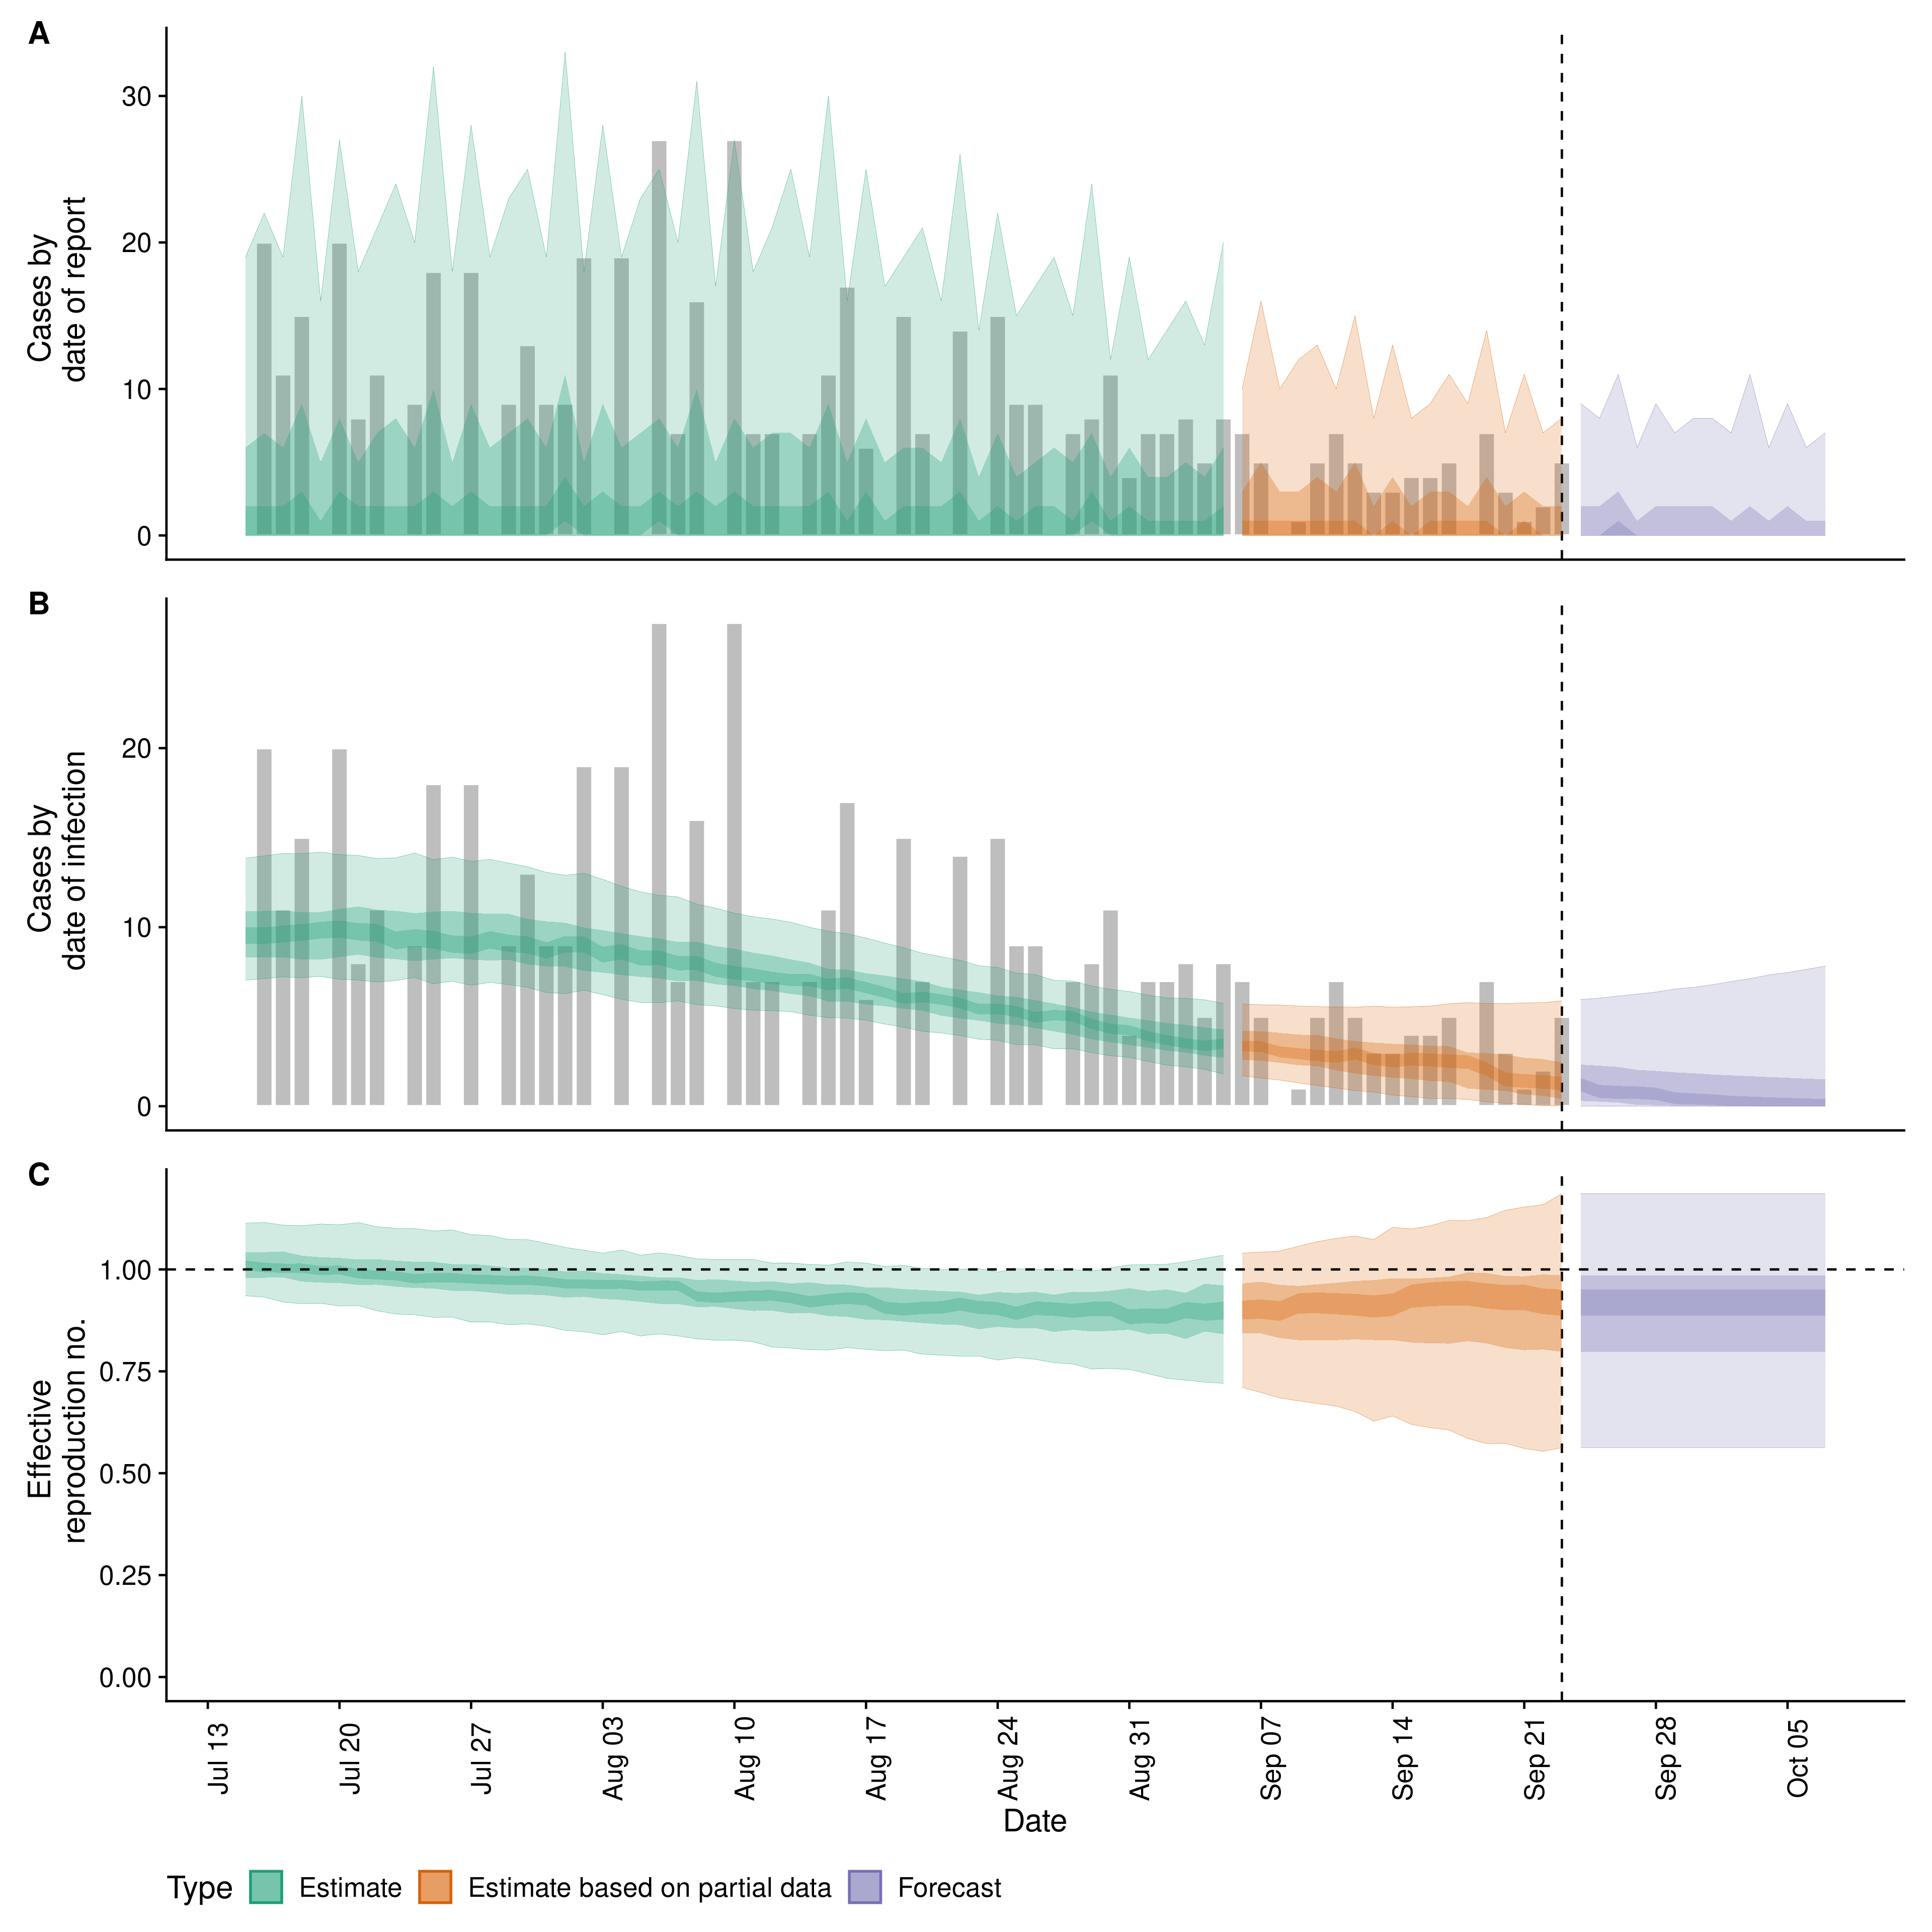 A
Cases by
date of report
30
20
10
0
B
Cases by
date of infection
20
10
0
C
Effective
reproduction no.
1.00
0.75
0.50
0.25
0.00
Jul 13
Jul 20
Jul 27
Aug 03
Aug 10
Aug 17
Aug 24
Aug 31
Sep 07
Sep 14
Sep 21
Sep 28
Oct 05
Date
Type Estimate Estimate based on partial data Forecast